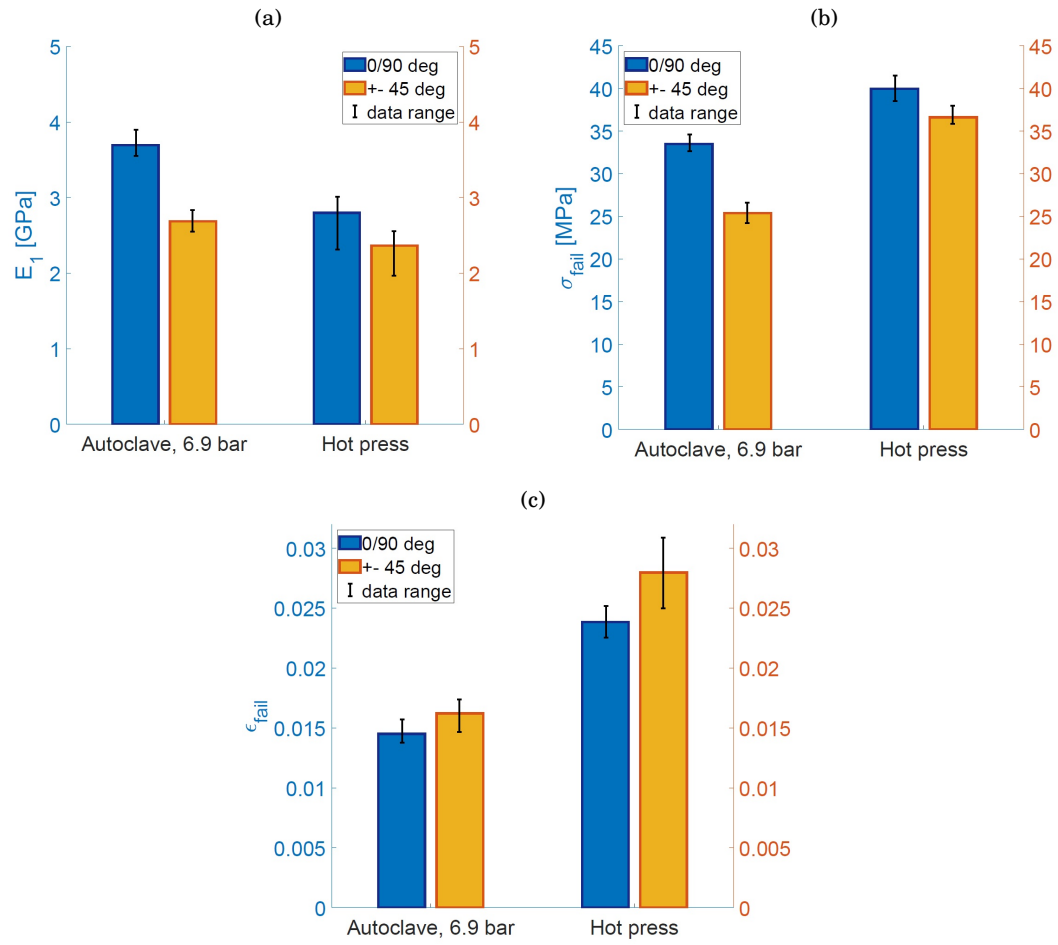 (a)
5
4
3
2
1
0
E1 [GPa]
0/90 deg
+- 45 deg
data range
5
4
3
2
1
0
Autoclave, 6.9 bar
Hot press
(b)
45
40
35
30
25
20
15
10
5
0
σfail [MPa]
0/90 deg
+- 45 deg
data range
45
40
35
30
25
20
15
10
5
0
Autoclave, 6.9 bar
Hot press
(c)
0.03
0.025
0.02
0.015
0.01
0.005
0
ϵfail
0/90 deg
+- 45 deg
data range
0.03
0.025
0.02
0.015
0.01
0.005
0
Autoclave, 6.9 bar
Hot press